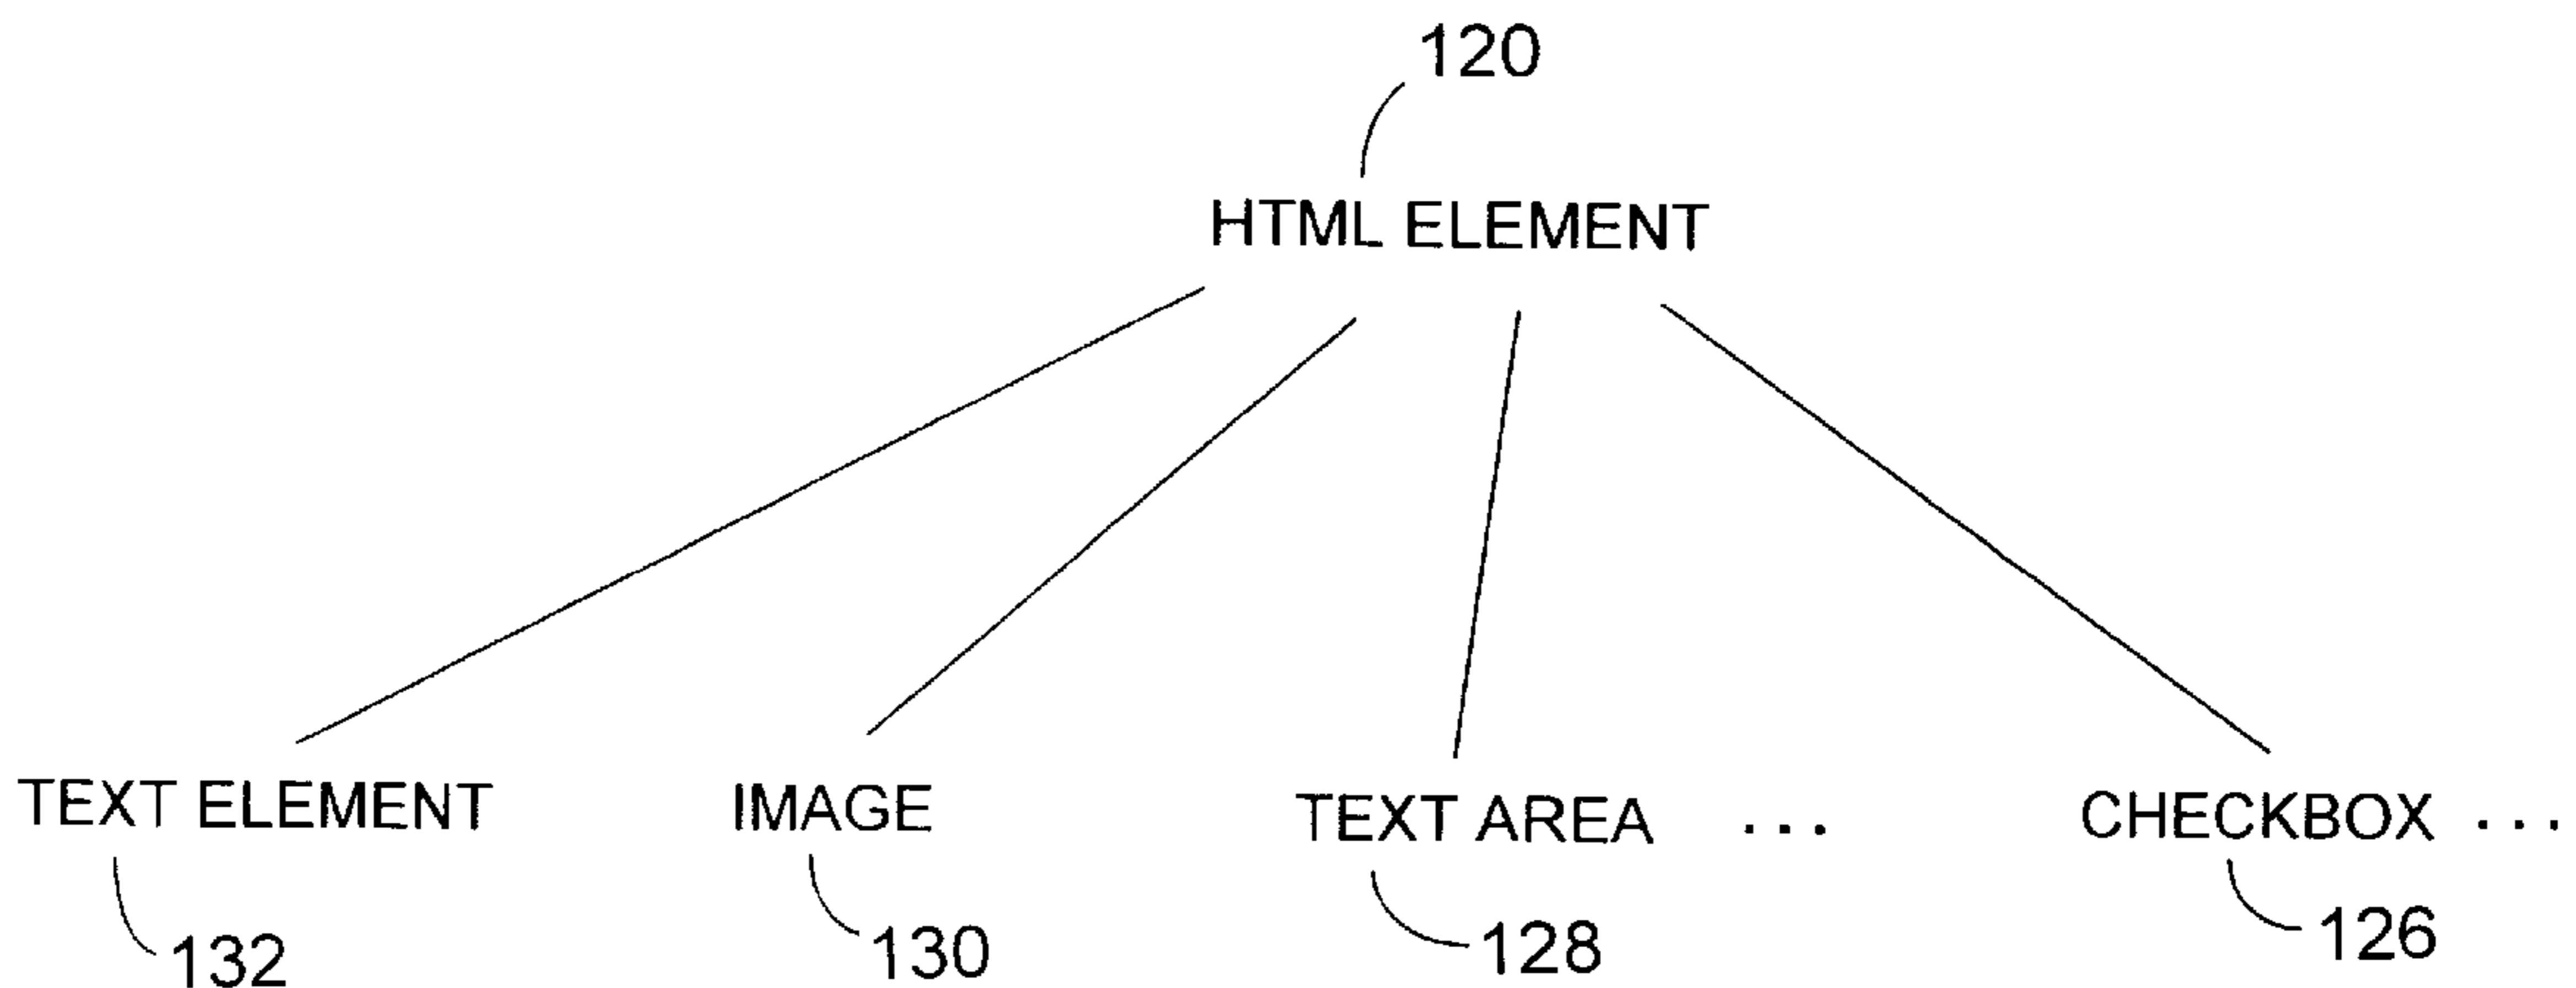 120
HTML ELEMENT
TEXT ELEMENT IMAGE TEXT AREA ... CHECKBOX ...
132 130 128 126